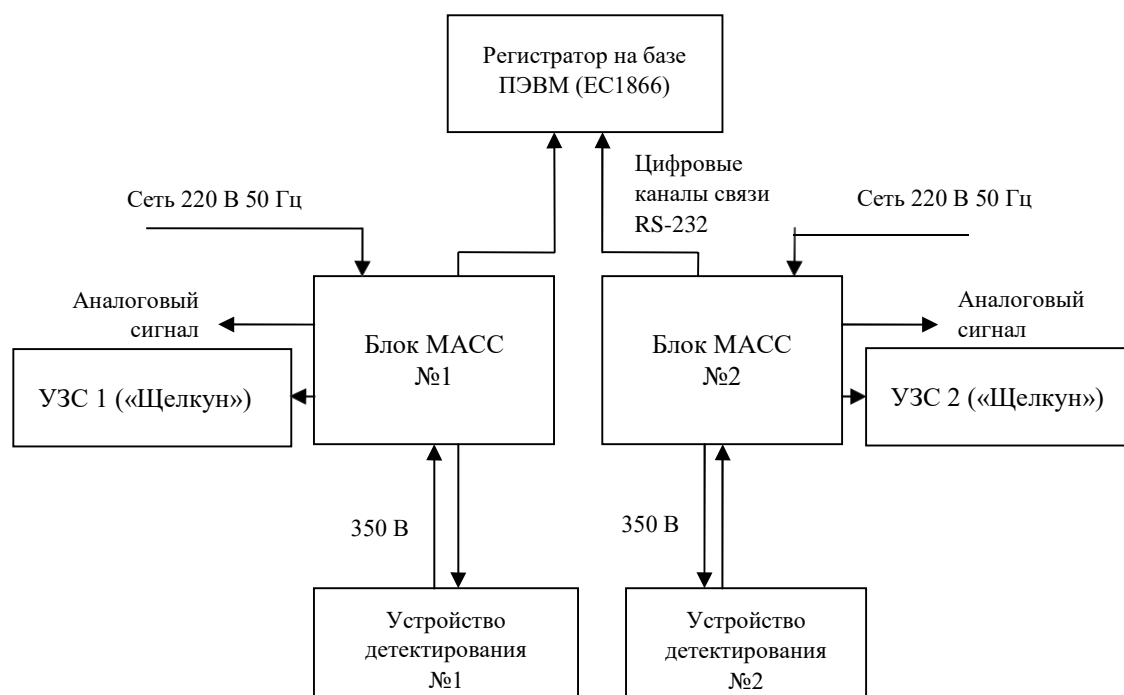 Регистратор на базе
ПЭВМ (ЕС1866)
Цифровые
каналы связи
RS-232
Сеть 220 В 50 Гц
Сеть 220 В 50 Гц
Аналоговый
сигнал
Блок МАСС
№1
Блок МАСС
№2
Аналоговый
сигнал
УЗС 1 («Щелкун»)
УЗС 2 («Щелкун»)
350 В
350 В
Устройство
детектирования
№1
Устройство
детектирования
№2